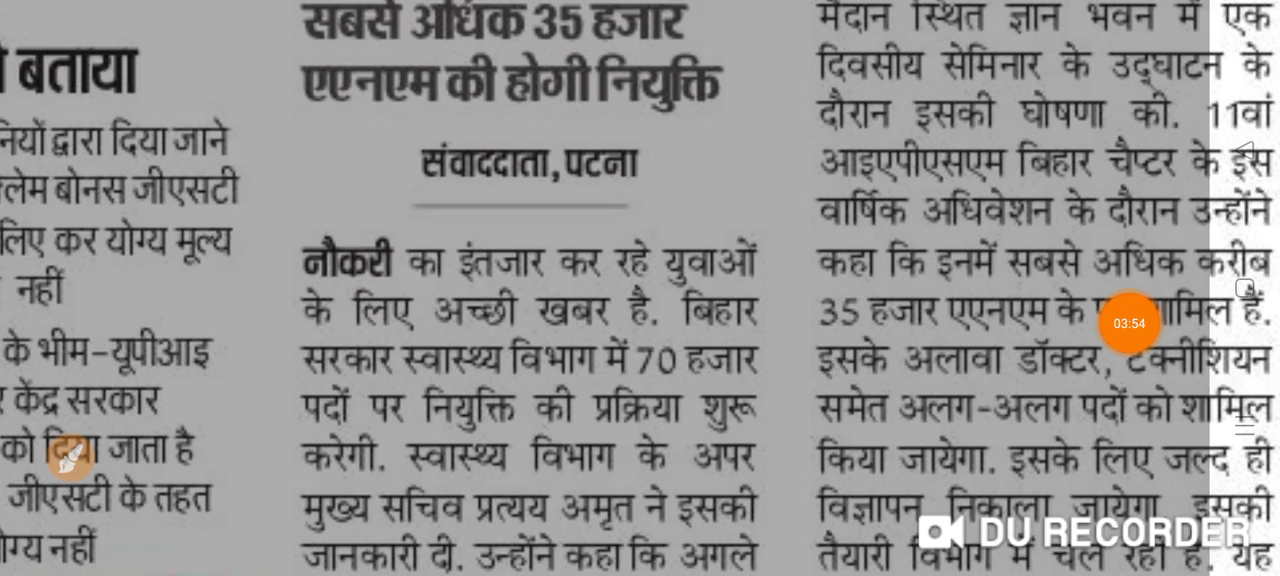 बताया
नियों द्वारा दिया जाने
लेम बोनस जीएसटी
लिए कर योग्य मूल्य
नहीं
के भीम-यूपीआइ
केंद्र सरकार
को दिया जाता है
जीएसटी के तहत
नहीं
सबसे अधिक 35 हजार
एएनएम की होगी नियुक्ति
संवाददाता, पटना
नौकरी का इंतजार कर रहे युवाओं
के लिए अच्छी खबर है. बिहार
सरकार स्वास्थ्य विभाग में 70 हजार
पदों पर नियुक्ति की प्रक्रिया शुरू
करेगी. स्वास्थ्य विभाग के अपर
मुख्य सचिव प्रत्यय अमृत ने इसकी
जानकारी दी. उन्होंने कहा कि अगले
मैदान स्थित ज्ञान भवन में एक
दिवसीय सेमिनार के उद्घाटन के
दौरान इसकी घोषणा की. 11वां
आइएपीएसएम बिहार चैप्टर के इस
वार्षिक अधिवेशन के दौरान उन्होंने
कहा कि इनमें सबसे अधिक करीब
35 हजार एएनएम के शामिल हैं.
इसके अलावा डॉक्टर, टेक्नीशियन
समेत अलग-अलग पदों को शामिल
किया जायेगा. इसके लिए जल्द ही
विज्ञापन निकाला जायेगा इसकी
तैयारी विभाग में चल रही है. यह
03:54
DU RECORDER